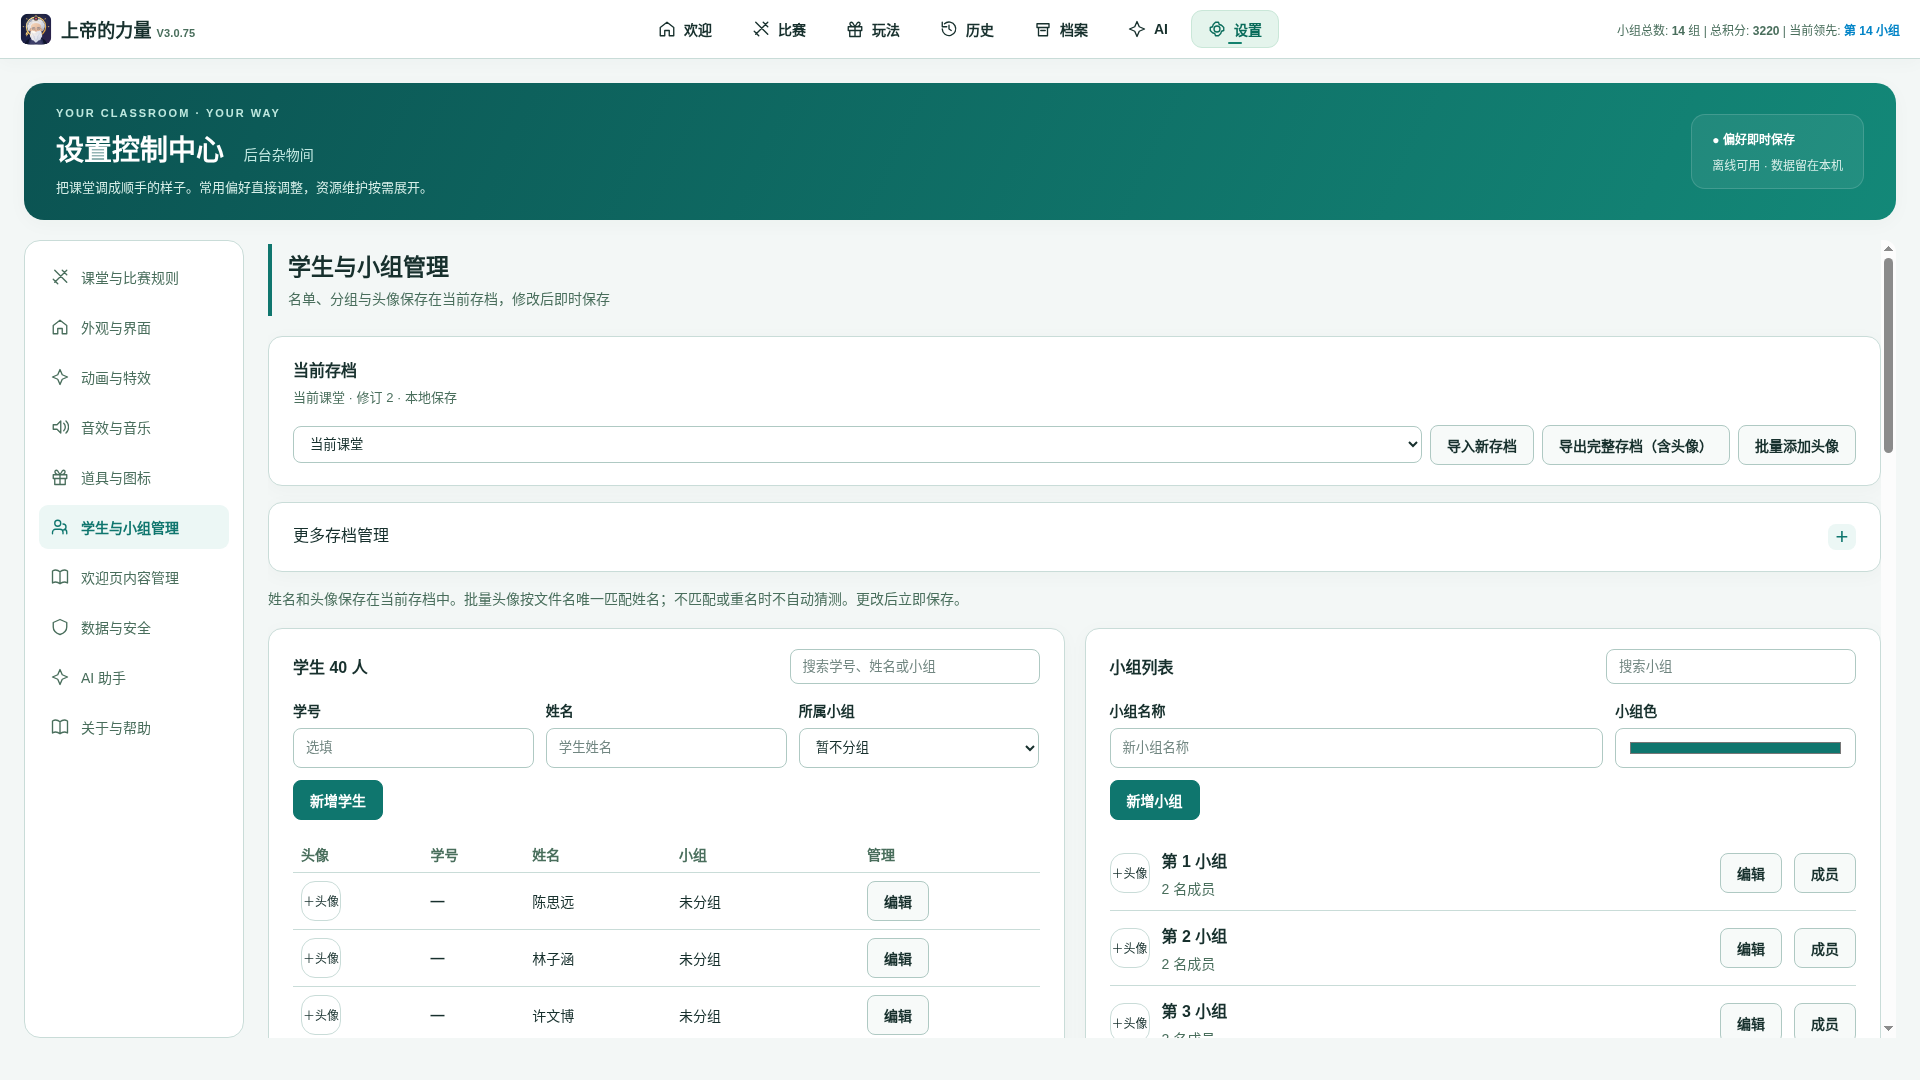 上帝的力量 V3.0.75
欢迎
比赛
玩法
历史
档案
AI
设置
小组总数: 14 组 | 总积分: 3220 | 当前领先: 第 14 小组
YOUR CLASSROOM · YOUR WAY
设置控制中心 后台杂物间
把课堂调成顺手的样子。常用偏好直接调整，资源维护按需展开。
● 偏好即时保存
离线可用 · 数据留在本机
课堂与比赛规则
外观与界面
动画与特效
音效与音乐
道具与图标
学生与小组管理
欢迎页内容管理
数据与安全
AI 助手
关于与帮助
学生与小组管理
名单、分组与头像保存在当前存档，修改后即时保存
当前存档
当前课堂 · 修订 2 · 本地保存
当前课堂
导入新存档
导出完整存档（含头像）
批量添加头像
更多存档管理
+
姓名和头像保存在当前存档中。批量头像按文件名唯一匹配姓名；不匹配或重名时不自动猜测。更改后立即保存。
学生 40 人
搜索学号、姓名或小组
学号 姓名 所属小组
选填 学生姓名 暂不分组
新增学生
头像 学号 姓名 小组 管理
＋头像 — 陈思远 未分组 编辑
＋头像 — 林子涵 未分组 编辑
＋头像 — 许文博 未分组 编辑
小组列表
搜索小组
小组名称 小组色
新小组名称
新增小组
＋头像 第 1 小组 编辑 成员
2 名成员
＋头像 第 2 小组 编辑 成员
2 名成员
＋头像 第 3 小组 编辑 成员